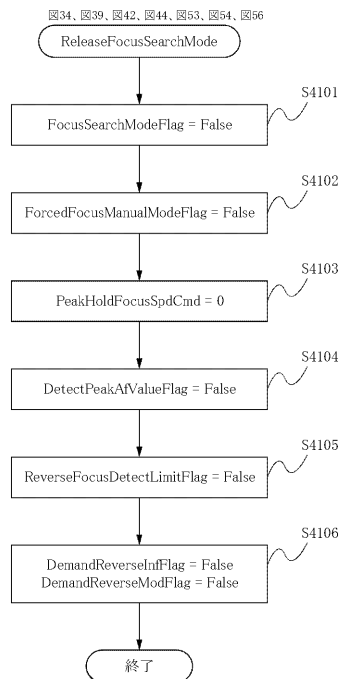 図34、図39、図42、図44、図53、図54、図56
ReleaseFocusSearchMode
S4101
FocusSearchModeFlag = False
S4102
ForcedFocusManualModeFlag = False
S4103
PeakHoldFocusSpdCmd = 0
S4104
DetectPeakAfValueFlag = False
S4105
ReverseFocusDetectLimitFlag = False
S4106
DemandReverseInfFlag = False
DemandReverseModFlag = False
終了